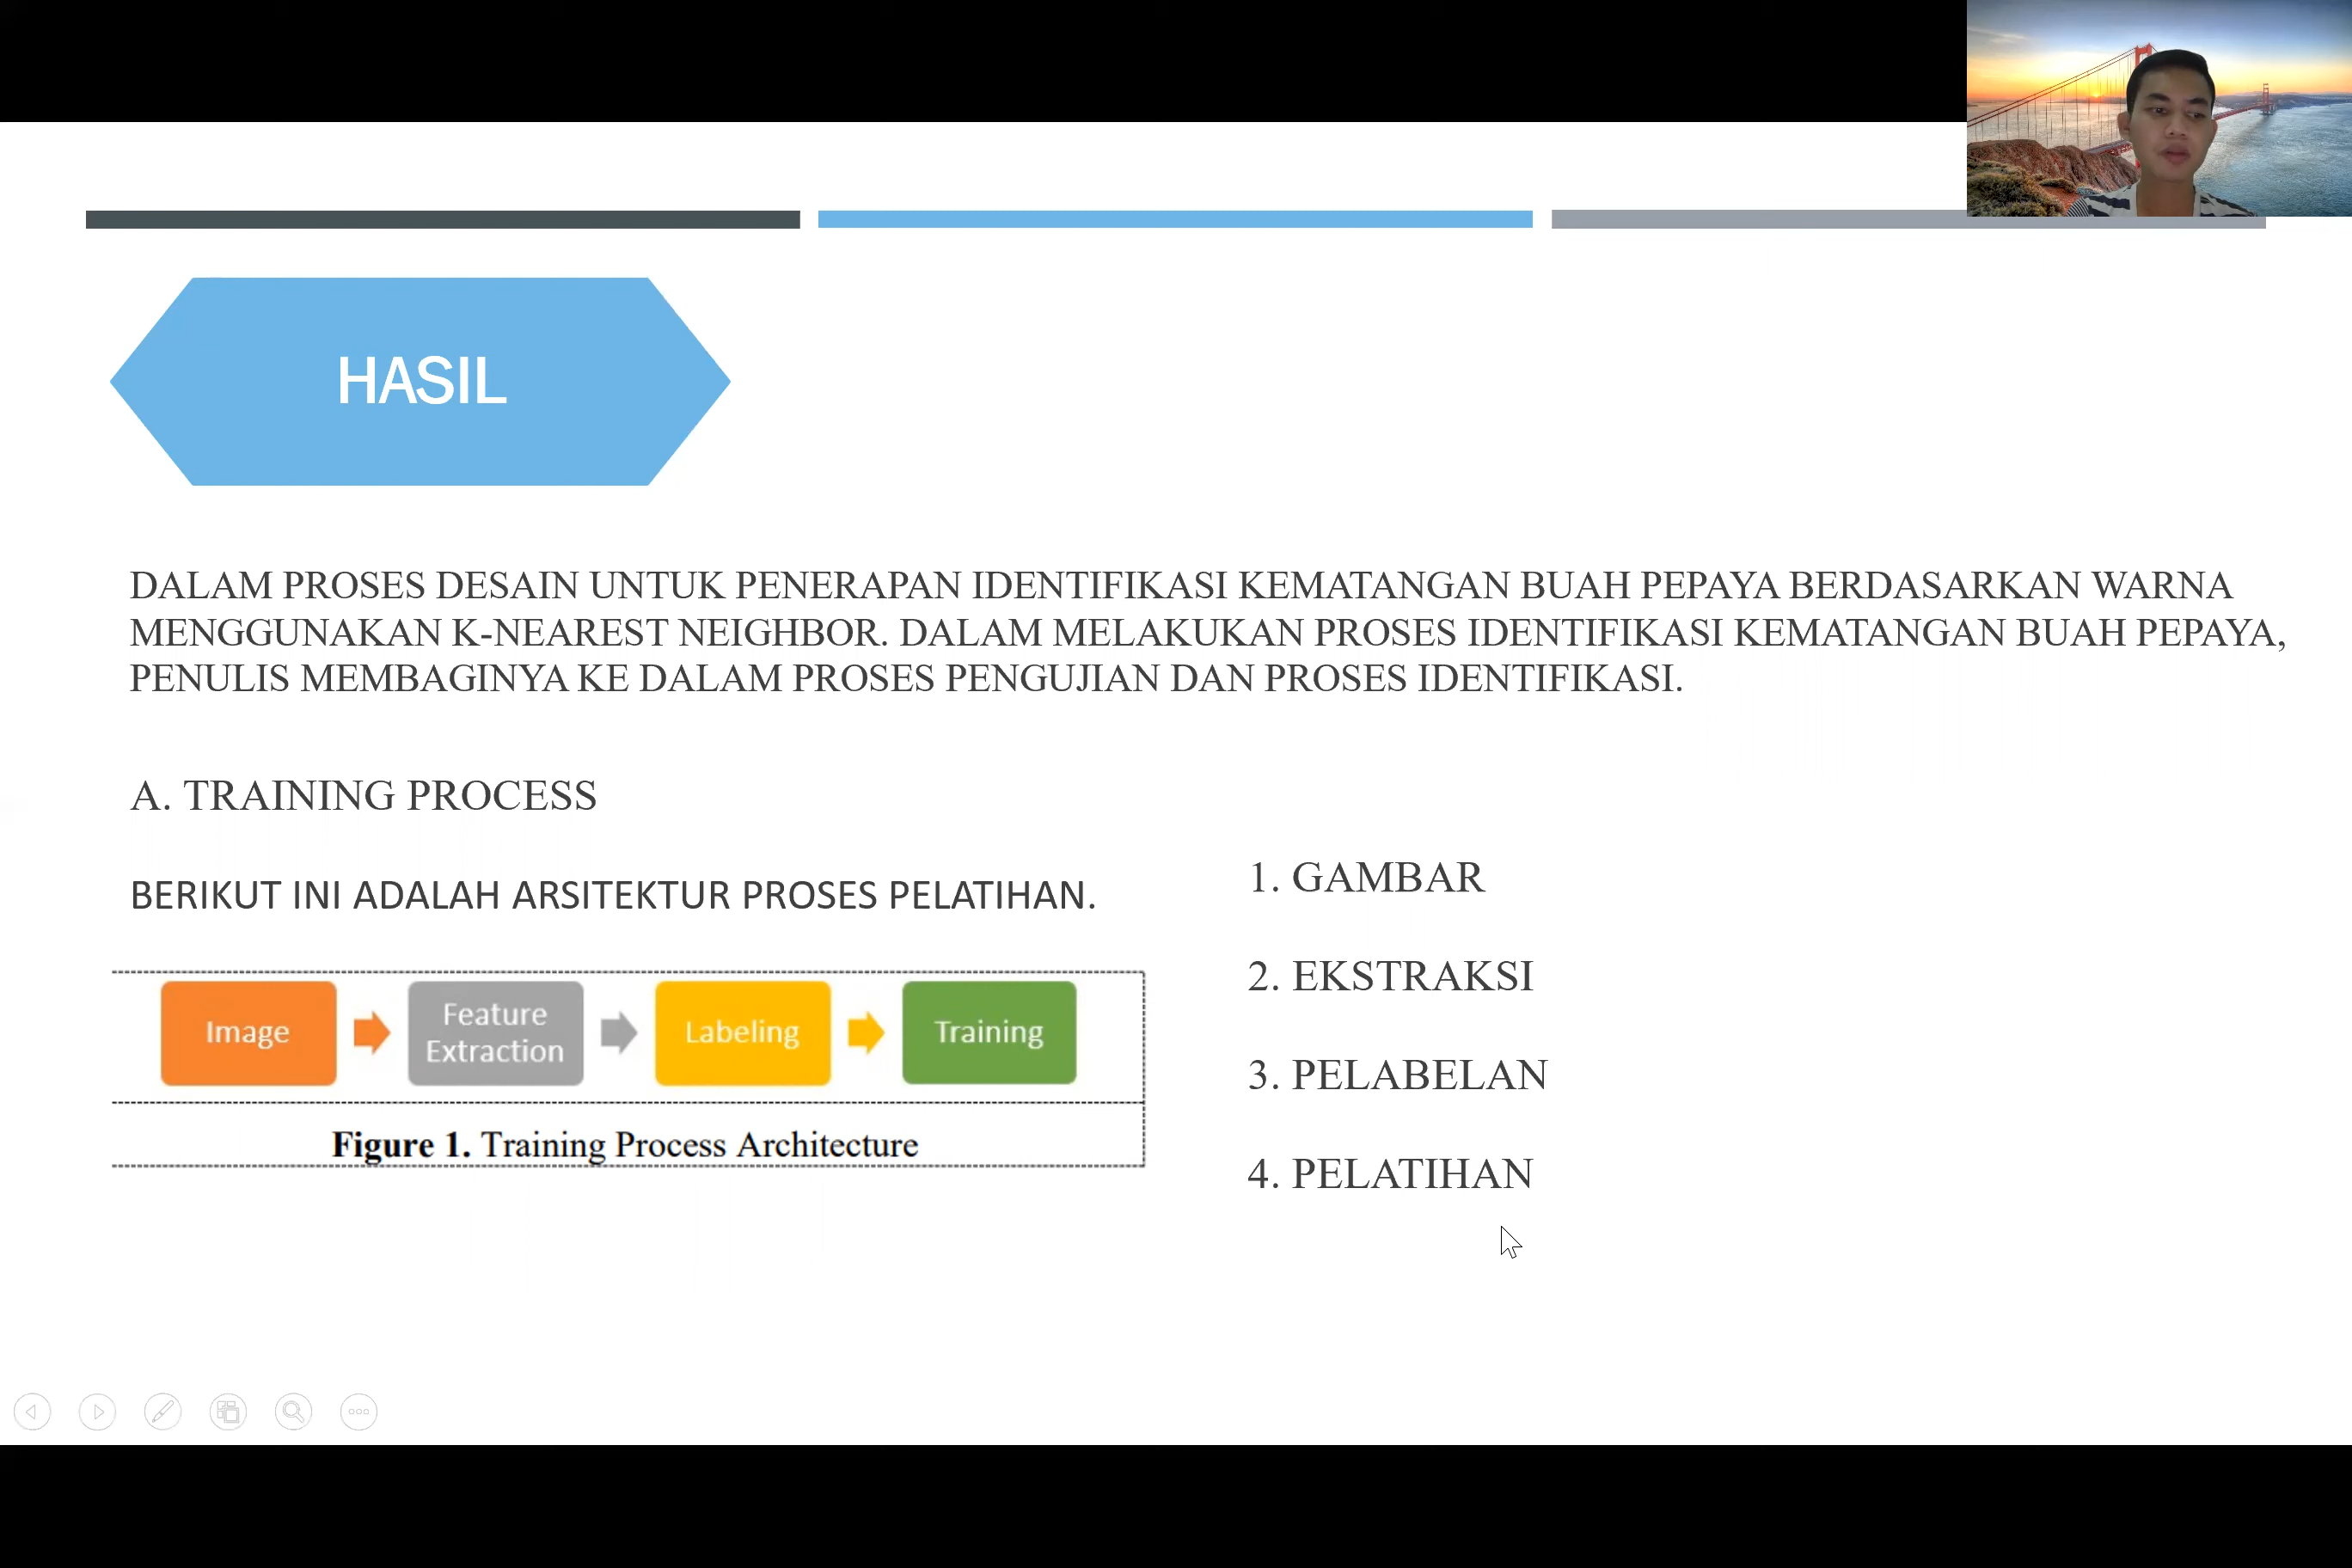 HASIL
DALAM PROSES DESAIN UNTUK PENERAPAN IDENTIFIKASI KEMATANGAN BUAH PEPAYA BERDASARKAN WARNA
MENGGUNAKAN K-NEAREST NEIGHBOR. DALAM MELAKUKAN PROSES IDENTIFIKASI KEMATANGAN BUAH PEPAYA,
PENULIS MEMBAGINYA KE DALAM PROSES PENGUJIAN DAN PROSES IDENTIFIKASI.
A. TRAINING PROCESS
BERIKUT INI ADALAH ARSITEKTUR PROSES PELATIHAN.
Image
Feature
Extraction
Labeling
Training
Figure 1. Training Process Architecture
1. GAMBAR
2. EKSTRAKSI
3. PELABELAN
4. PELATIHAN